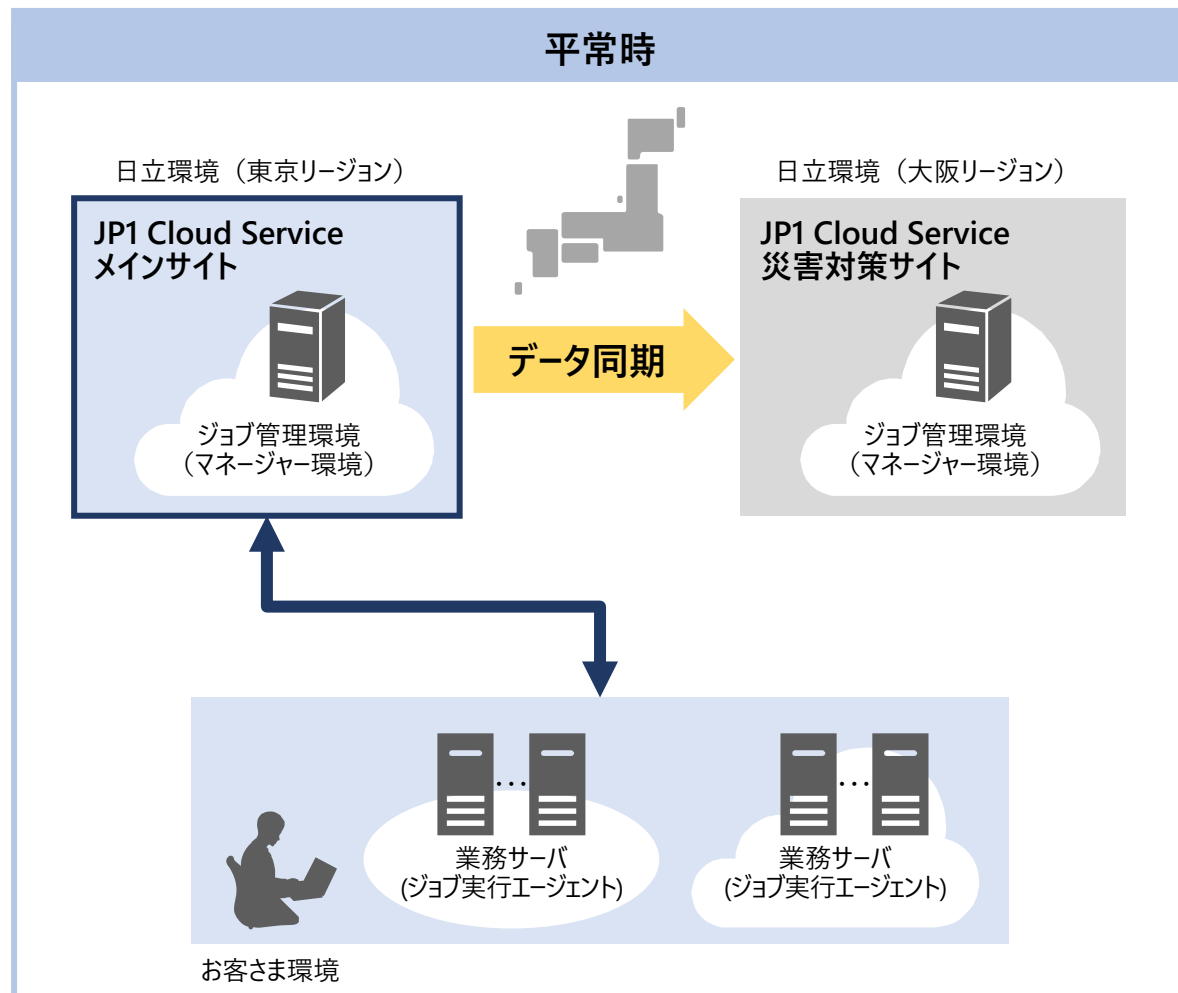 平常時
日立環境（東京リージョン）
日立環境（大阪リージョン）
JP1 Cloud Service
メインサイト
ジョブ管理環境
（マネージャー環境）
データ同期
JP1 Cloud Service
災害対策サイト
ジョブ管理環境
（マネージャー環境）
…
業務サーバ
(ジョブ実行エージェント)
…
業務サーバ
(ジョブ実行エージェント)
お客さま環境